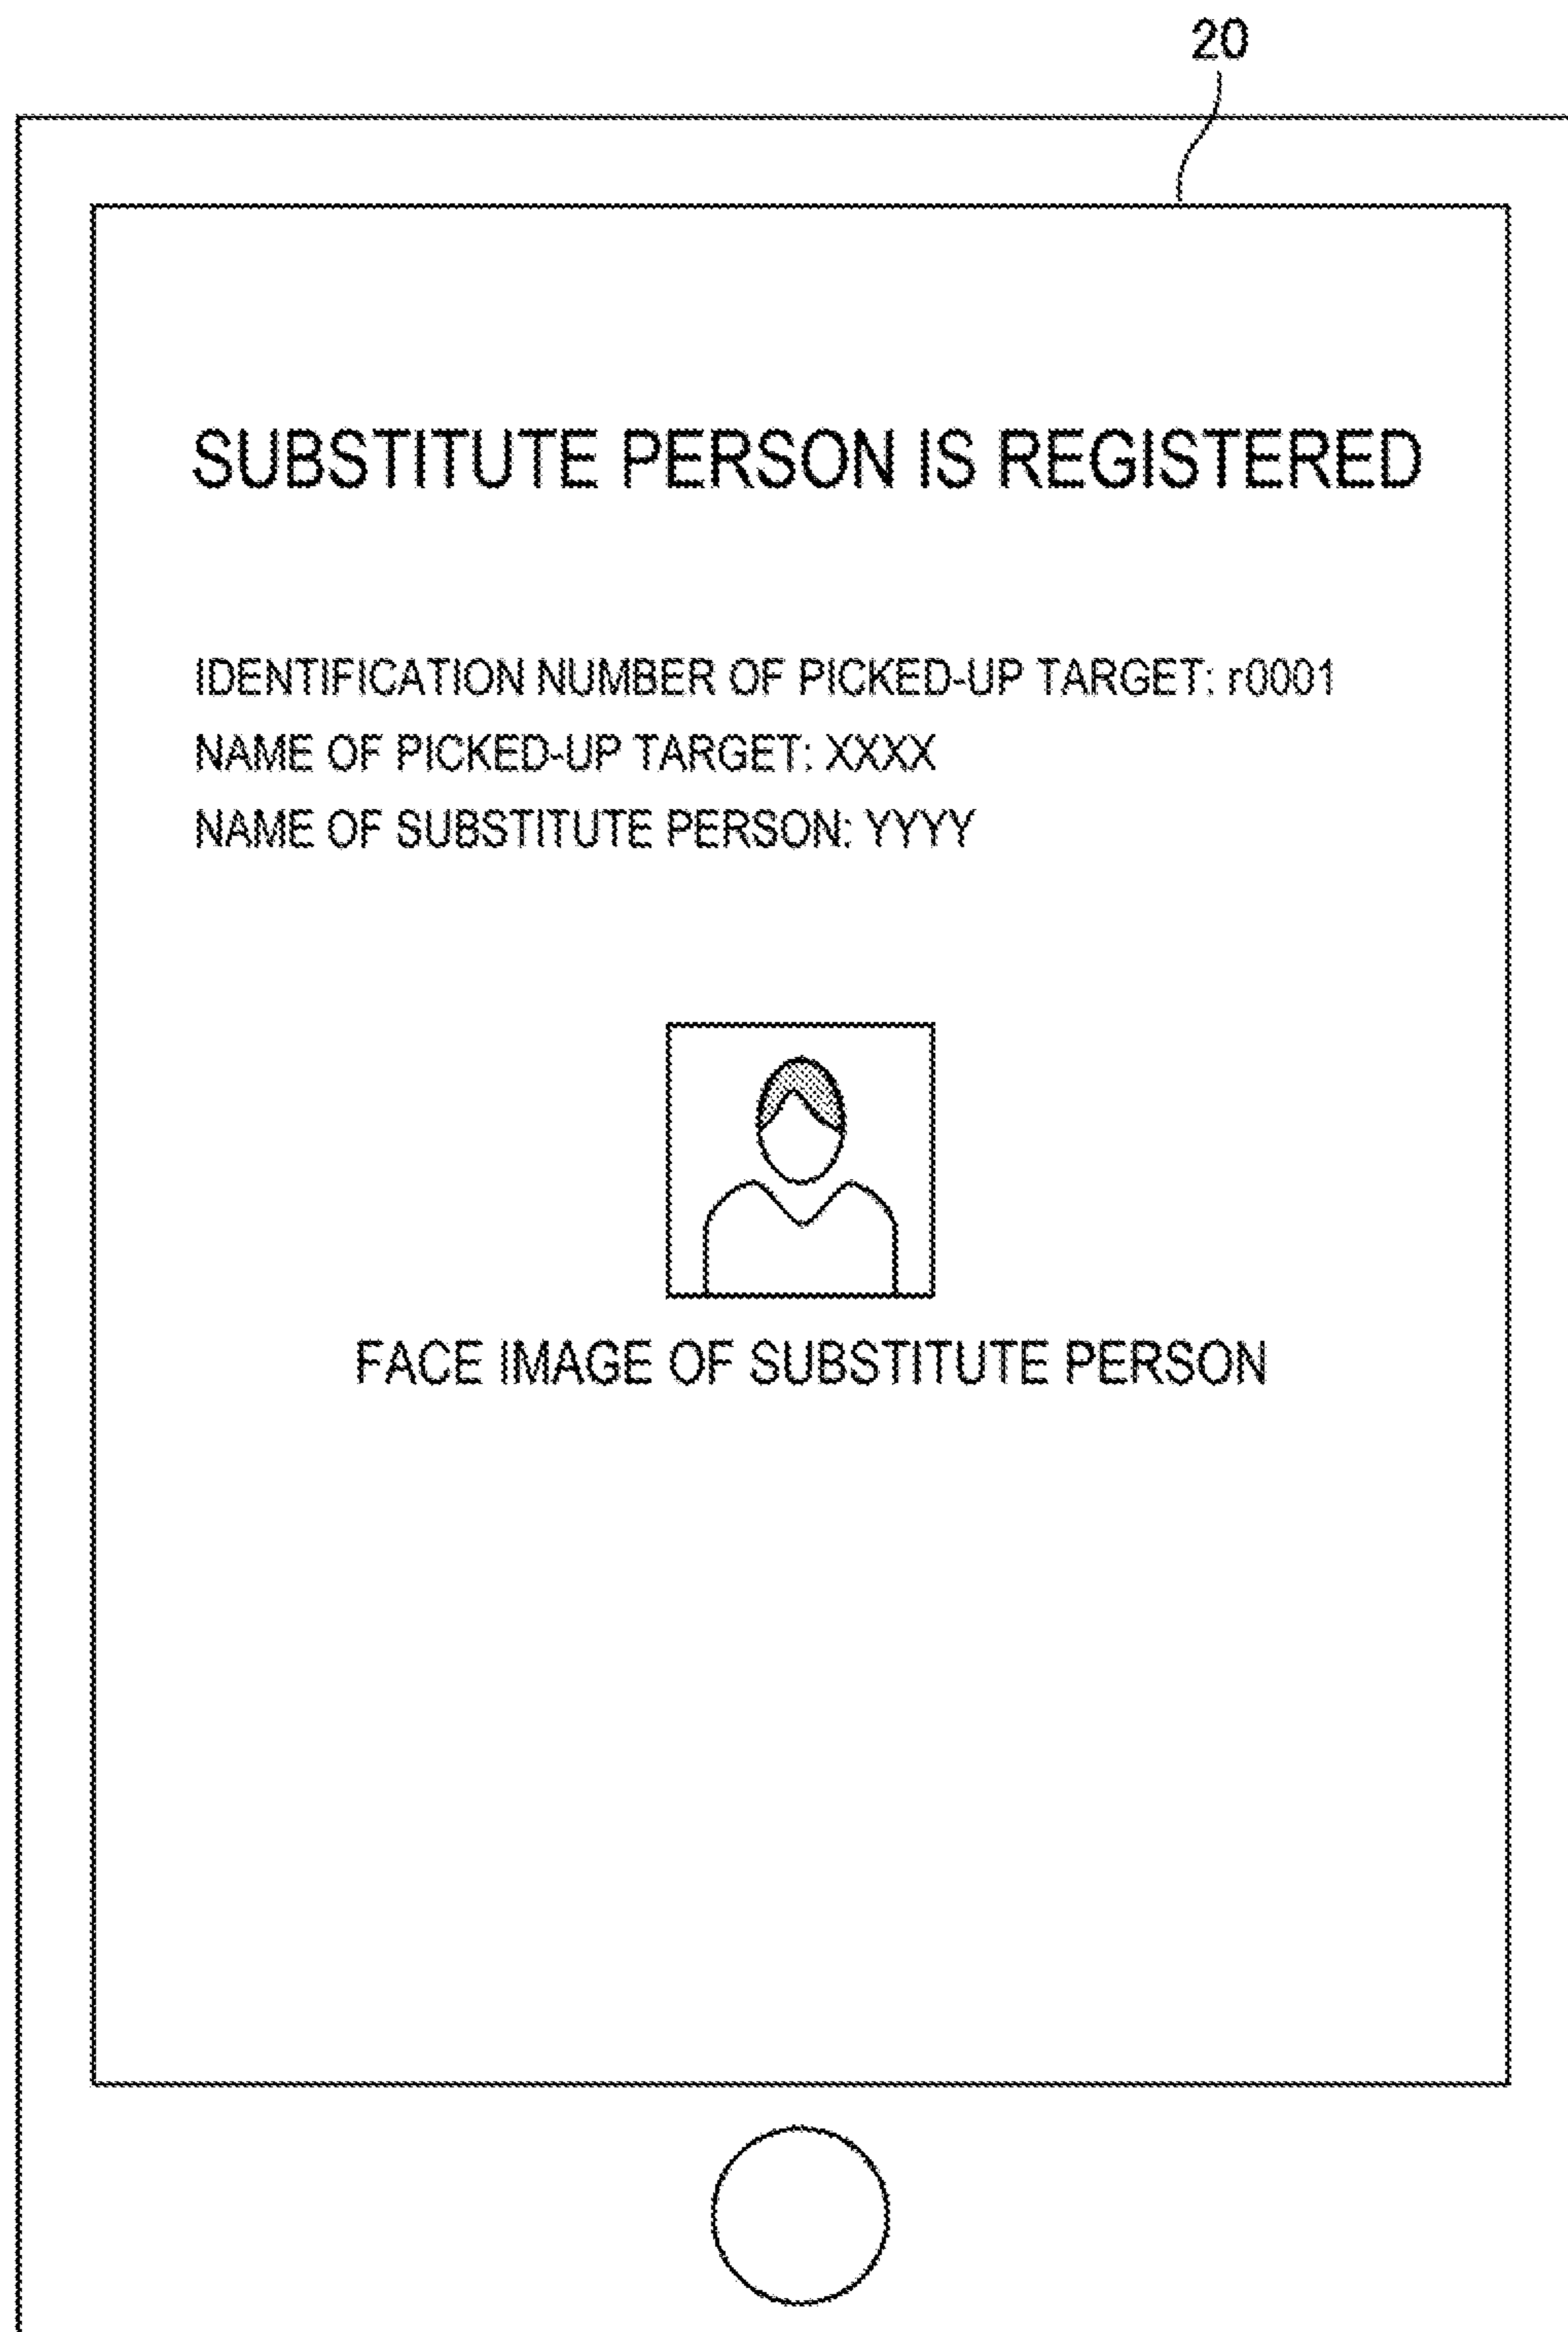 20
SUBSTITUTE PERSON IS REGISTERED
IDENTIFICATION NUMBER OF PICKED-UP TARGET: r0001
NAME OF PICKED-UP TARGET: XXXX
NAME OF SUBSTITUTE PERSON: YYYY
FACE IMAGE OF SUBSTITUTE PERSON